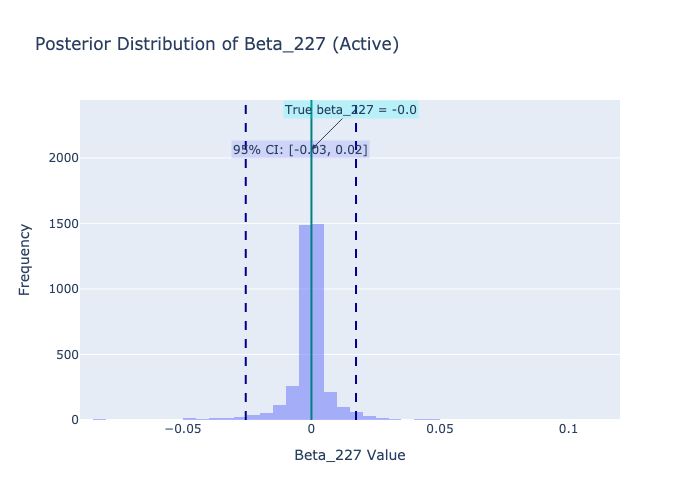 Posterior Distribution of Beta_227 (Active)
True beta_227 = -0.0
95% CI: [-0.03, 0.02]
2000
1500
1000
500
0
Frequency
−0.05
0
0.05
0.1
Beta_227 Value